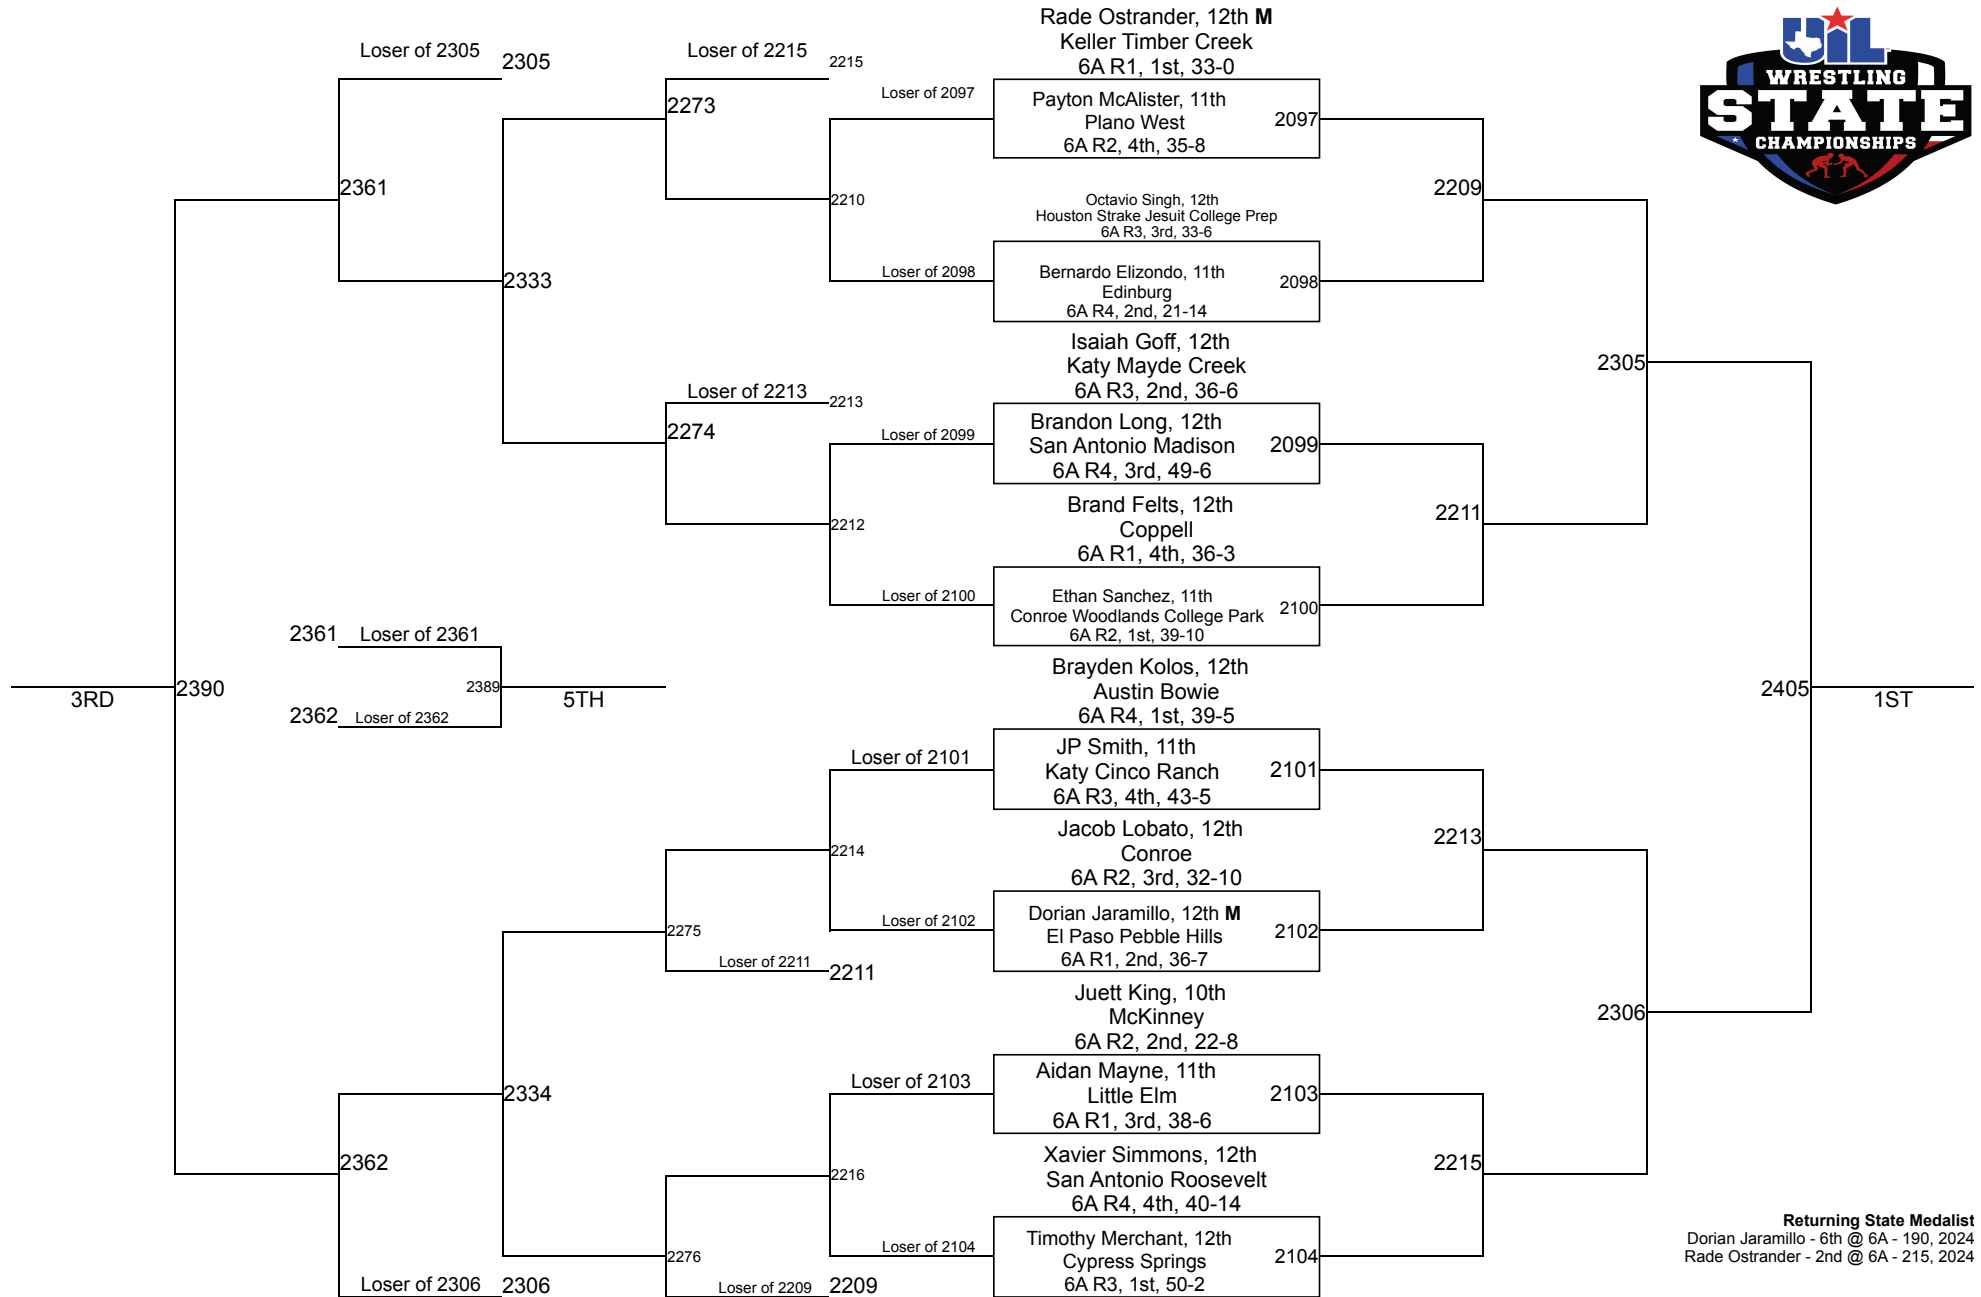 Rade Ostrander, 12th M
Keller Timber Creek
6A R1, 1st, 33-0
Loser of 2305
2305
Loser of 2215
2215
Loser of 2097
Payton McAlister, 11th
Plano West
6A R2, 4th, 35-8
2097
2273
2361
2210
2209
Octavio Singh, 12th
Houston Strake Jesuit College Prep
6A R3, 3rd, 33-6
Loser of 2098
Bernardo Elizondo, 11th
Edinburg
6A R4, 2nd, 21-14
2098
2333
Isaiah Goff, 12th
Katy Mayde Creek
6A R3, 2nd, 36-6
2305
Loser of 2213
2213
2274
Loser of 2099
Brandon Long, 12th
San Antonio Madison
6A R4, 3rd, 49-6
2099
Brand Felts, 12th
Coppell
6A R1, 4th, 36-3
2212
2211
Loser of 2100
Ethan Sanchez, 11th
Conroe Woodlands College Park
6A R2, 1st, 39-10
2100
2361
Loser of 2361
Brayden Kolos, 12th
Austin Bowie
6A R4, 1st, 39-5
3RD
2390
2389
5TH
2405
1ST
2362
Loser of 2362
Loser of 2101
JP Smith, 11th
Katy Cinco Ranch
6A R3, 4th, 43-5
2101
Jacob Lobato, 12th
Conroe
6A R2, 3rd, 32-10
2214
2213
Loser of 2102
Dorian Jaramillo, 12th M
El Paso Pebble Hills
6A R1, 2nd, 36-7
2102
2275
Loser of 2211
2211
Juett King, 10th
McKinney
6A R2, 2nd, 22-8
2306
Loser of 2103
Aidan Mayne, 11th
Little Elm
6A R1, 3rd, 38-6
2103
2334
Xavier Simmons, 12th
San Antonio Roosevelt
6A R4, 4th, 40-14
2362
2216
2215
Loser of 2104
Timothy Merchant, 12th
Cypress Springs
6A R3, 1st, 50-2
2104
2276
Loser of 2306
2306
Loser of 2209
2209
UIL
WRESTLING
STATE
CHAMPIONSHIPS
Returning State Medalist
Dorian Jaramillo - 6th @ 6A - 190, 2024
Rade Ostrander - 2nd @ 6A - 215, 2024